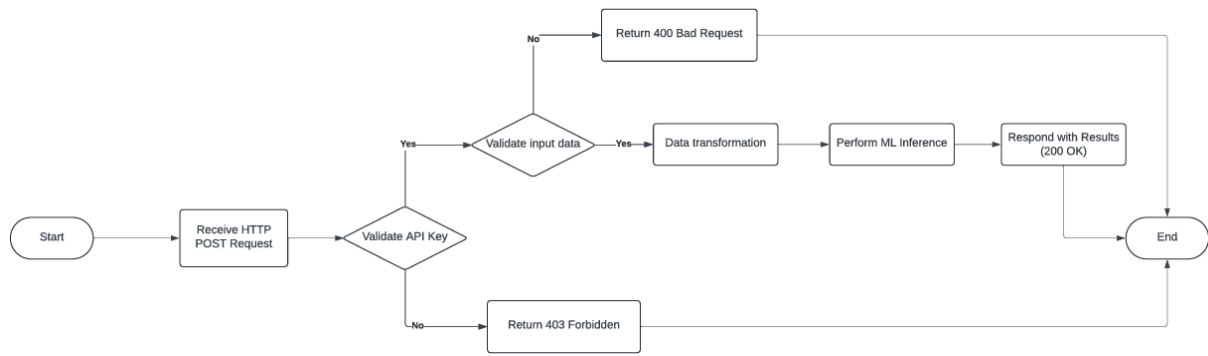 Start
Receive HTTP
POST Request
Validate API Key
Yes
No
Validate input data
No
Return 400 Bad Request
Yes
Data transformation
Perform ML Inference
Respond with Results
(200 OK)
Return 403 Forbidden
End